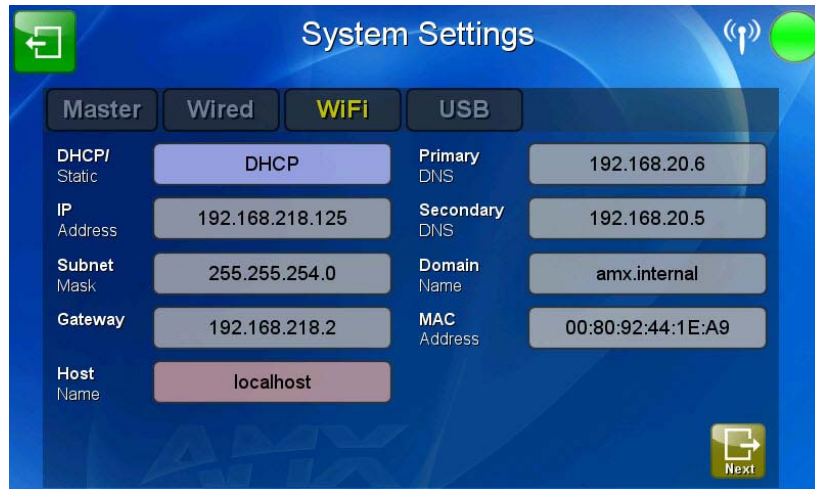 System Settings
Master Wired WiFi USB
DHCP/
Static
DHCP
Primary
DNS
192.168.20.6
IP
Address
192.168.218.125
Secondary
DNS
192.168.20.5
Subnet
Mask
255.255.254.0
Domain
Name
amx.internal
Gateway
192.168.218.2
MAC
Address
00:80:92:44:1E:A9
Host
Name
localhost
AMX
Next